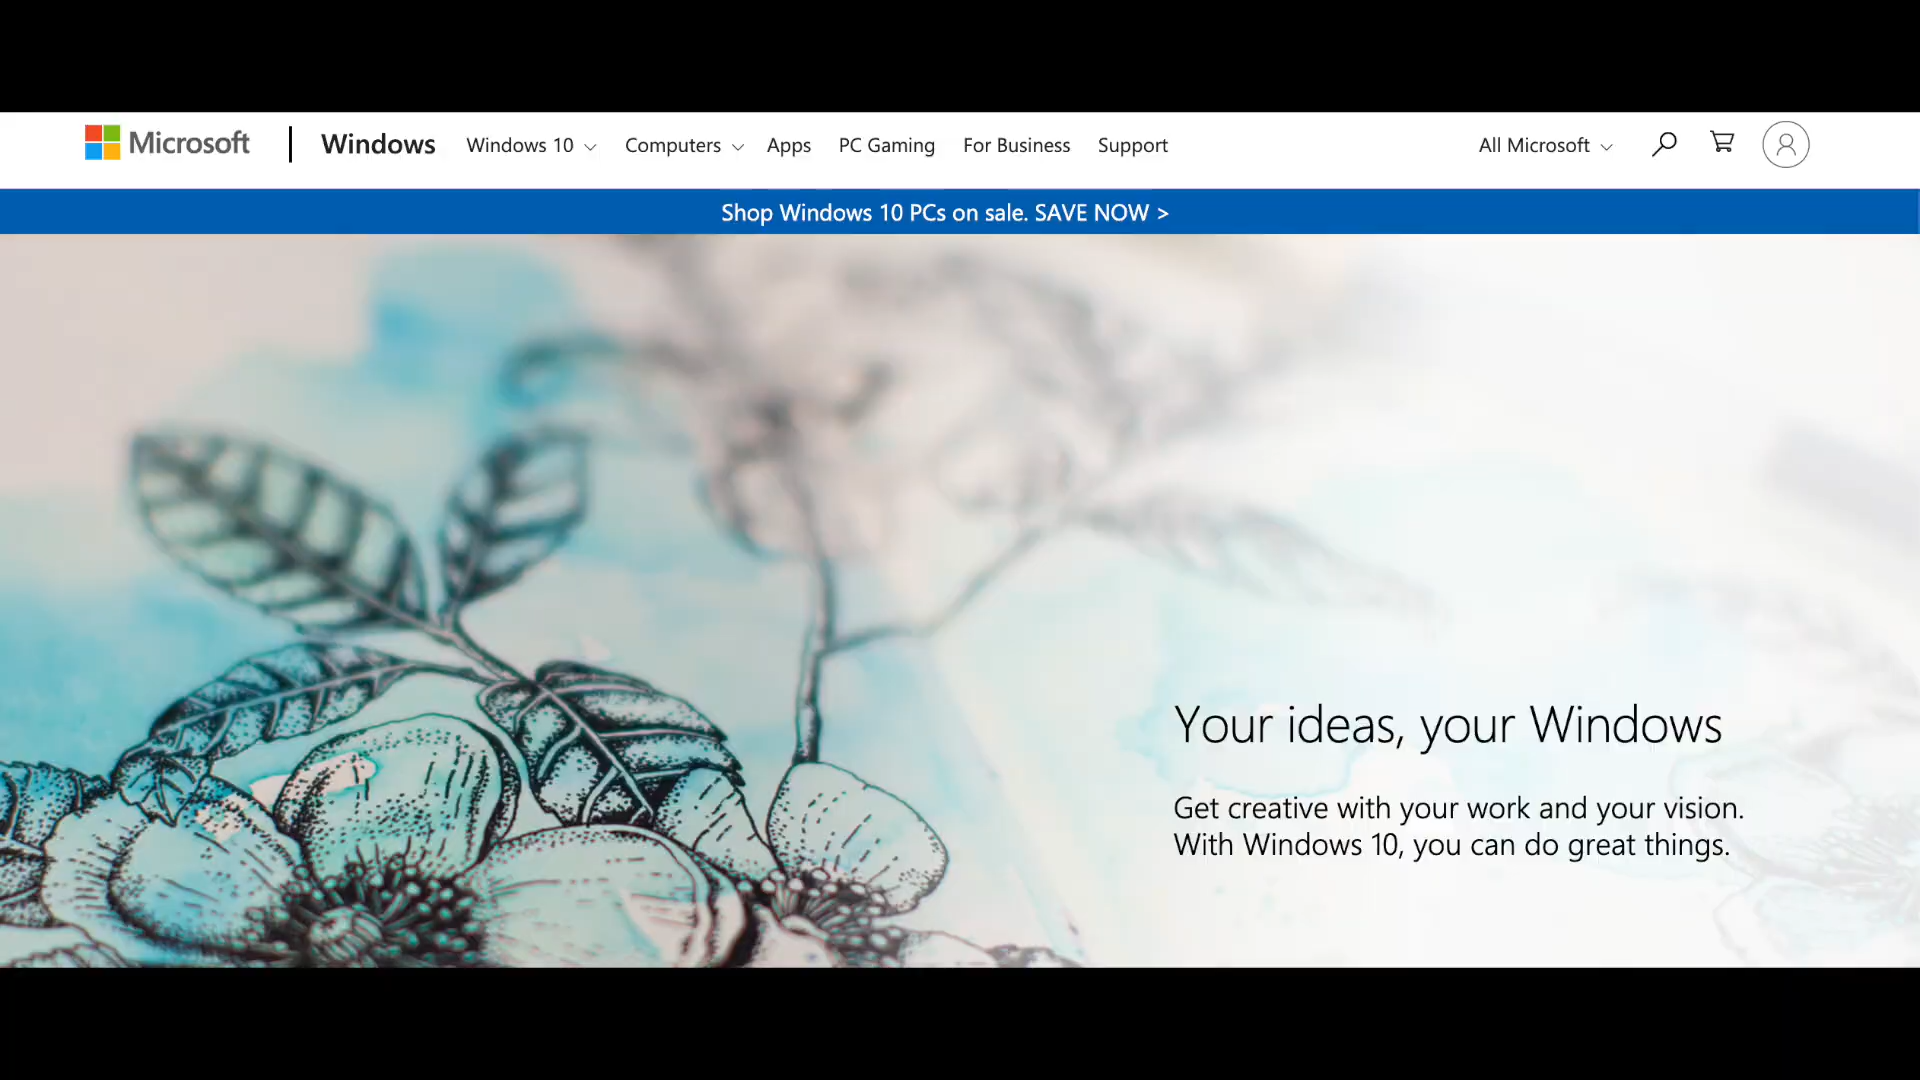 Microsoft
Windows
Windows 10
Computers
Apps
PC Gaming
For Business
Support
All Microsoft
Shop Windows 10 PCs on sale. SAVE NOW >
Your ideas, your Windows
Get creative with your work and your vision.
With Windows 10, you can do great things.